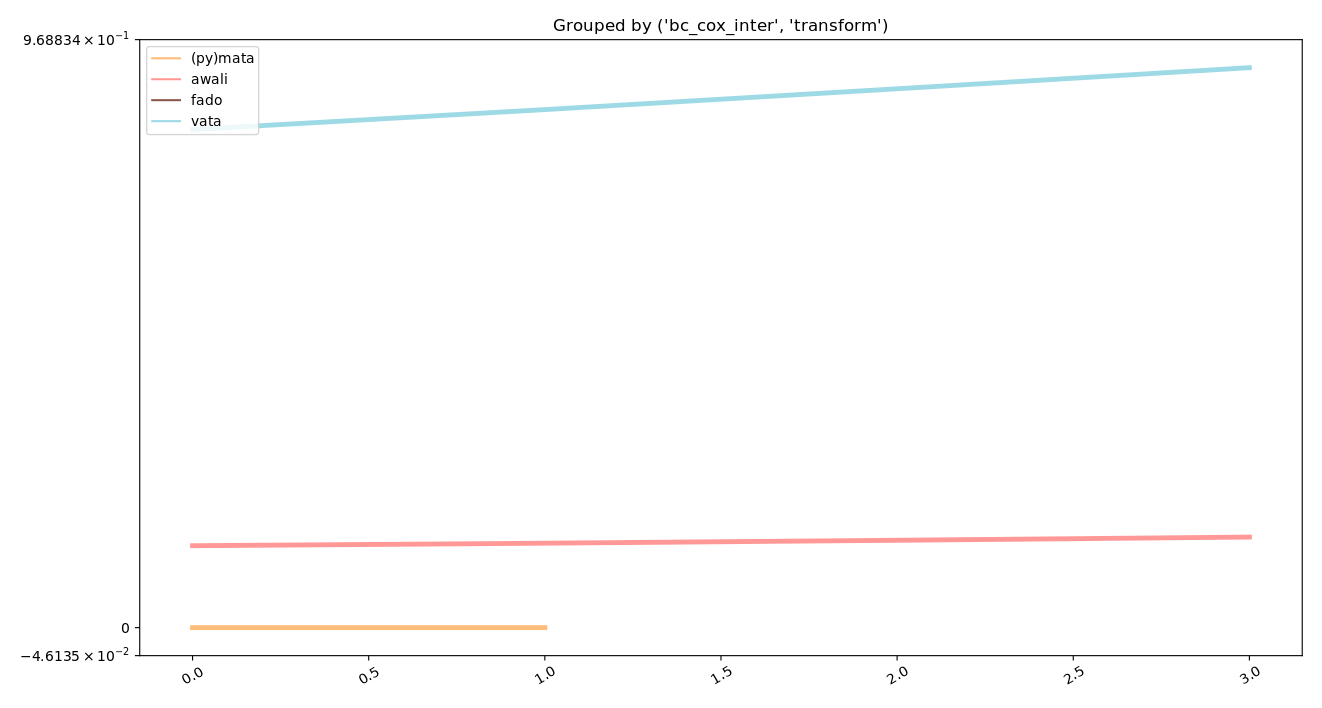 Grouped by ('bc_cox_inter', 'transform')
9.68834 × 10⁻¹
(py)mata
awali
fado
vata
0
−4.6135 × 10⁻²
0.0 0.5 1.0 1.5 2.0 2.5 3.0